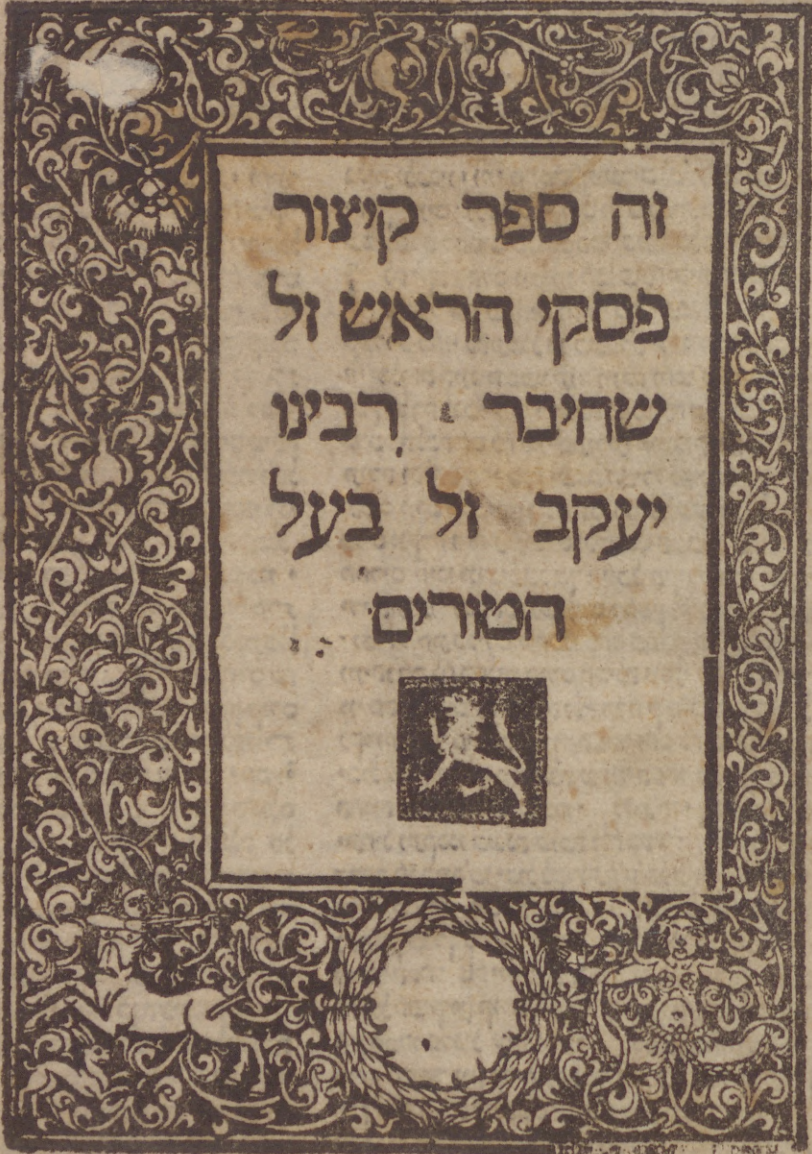 זה ספר קיצור
פסקי הראש זל
שחיבר רבינו
יעקב זל בעל
הטורים